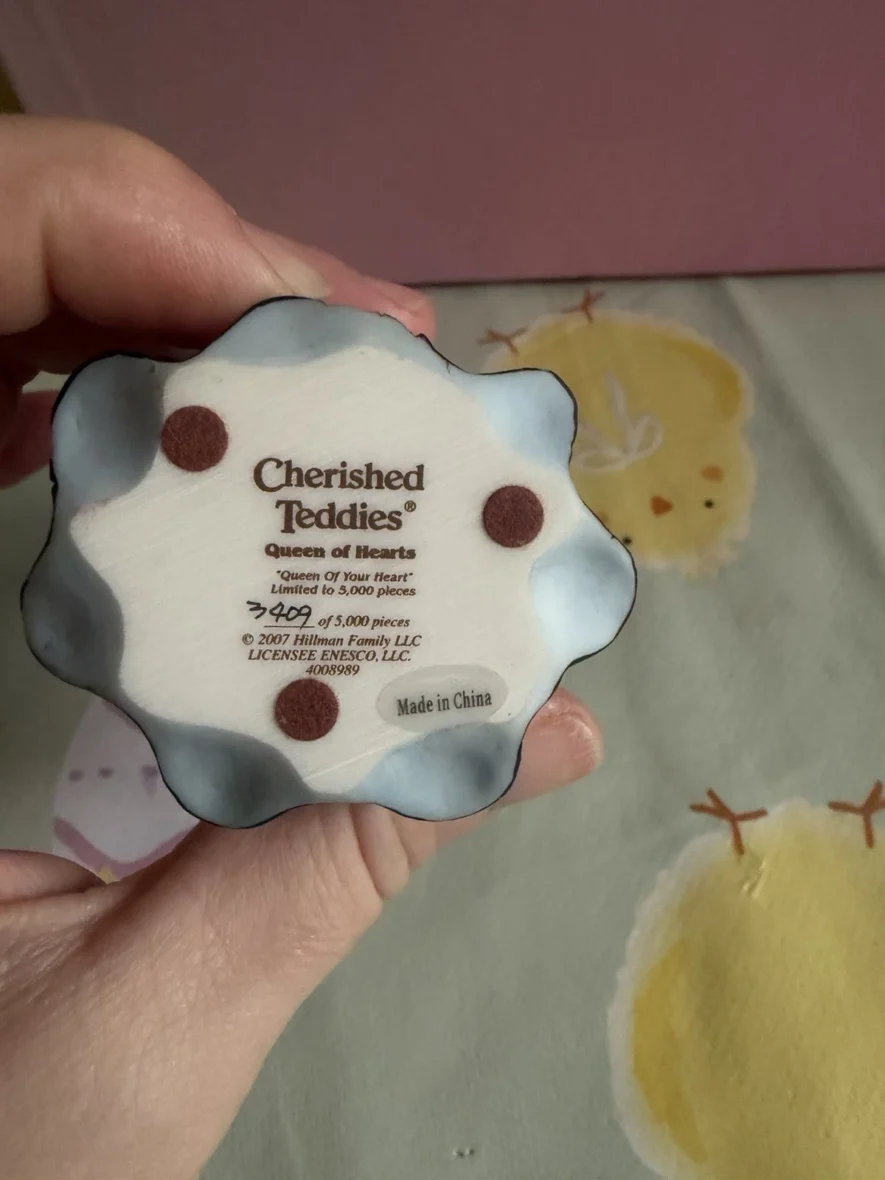 Cherished
Teddies®
Queen of Hearts
"Queen Of Your Heart"
Limited to 5,000 pieces
3409 of 5,000 pieces
© 2007 Hillman Family LLC
LICENSEE ENESCO, LLC.
4008989
Made in China